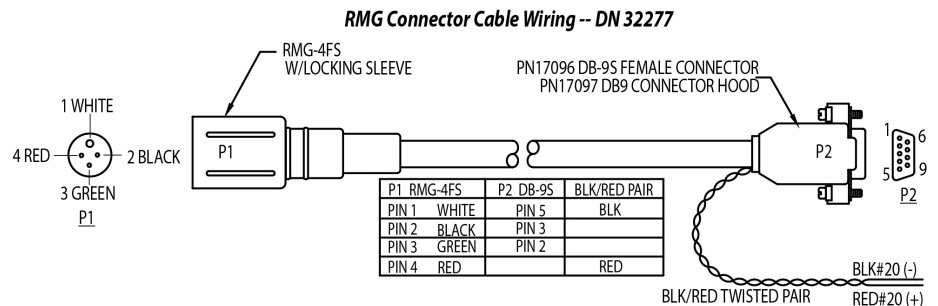 RMG Connector Cable Wiring -- DN 32277
RMG-4FS
W/LOCKING SLEEVE
PN17096 DB-9S FEMALE CONNECTOR
PN17097 DB9 CONNECTOR HOOD
1 WHITE
4 RED
2 BLACK
3 GREEN
P1
P1
P2
1
6
5
9
P2
P1 RMG-4FS P2 DB-9S BLK/RED PAIR
PIN 1 WHITE PIN 5 BLK
PIN 2 BLACK PIN 3
PIN 3 GREEN PIN 2
PIN 4 RED RED
BLK#20 (-)
BLK/RED TWISTED PAIR
RED#20 (+)